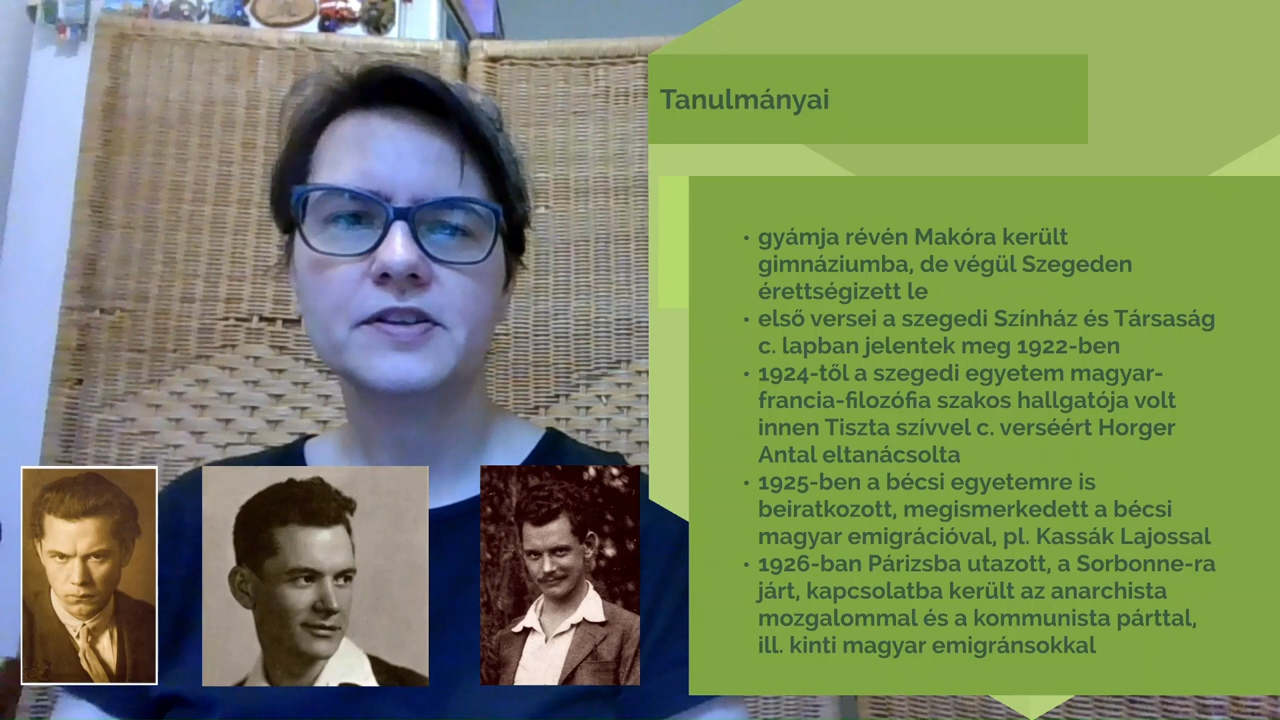 Tanulmányai
• gyámja révén Makóra került
gimnáziumba, de végül Szegeden
érettségizett le
• első versei a szegedi Színház és Társaság
c. lapban jelentek meg 1922-ben
• 1924-től a szegedi egyetem magyar-
francia-filozófia szakos hallgatója volt
innen Tiszta szívvel c. verséért Horger
Antal eltanácsolta
• 1925-ben a bécsi egyetemre is
beiratkozott, megismerkedett a bécsi
magyar emigrációval, pl. Kassák Lajossal
• 1926-ban Párizsba utazott, a Sorbonne-ra
járt, kapcsolatba került az anarchista
mozgalommal és a kommunista párttal,
ill. kinti magyar emigránsokkal